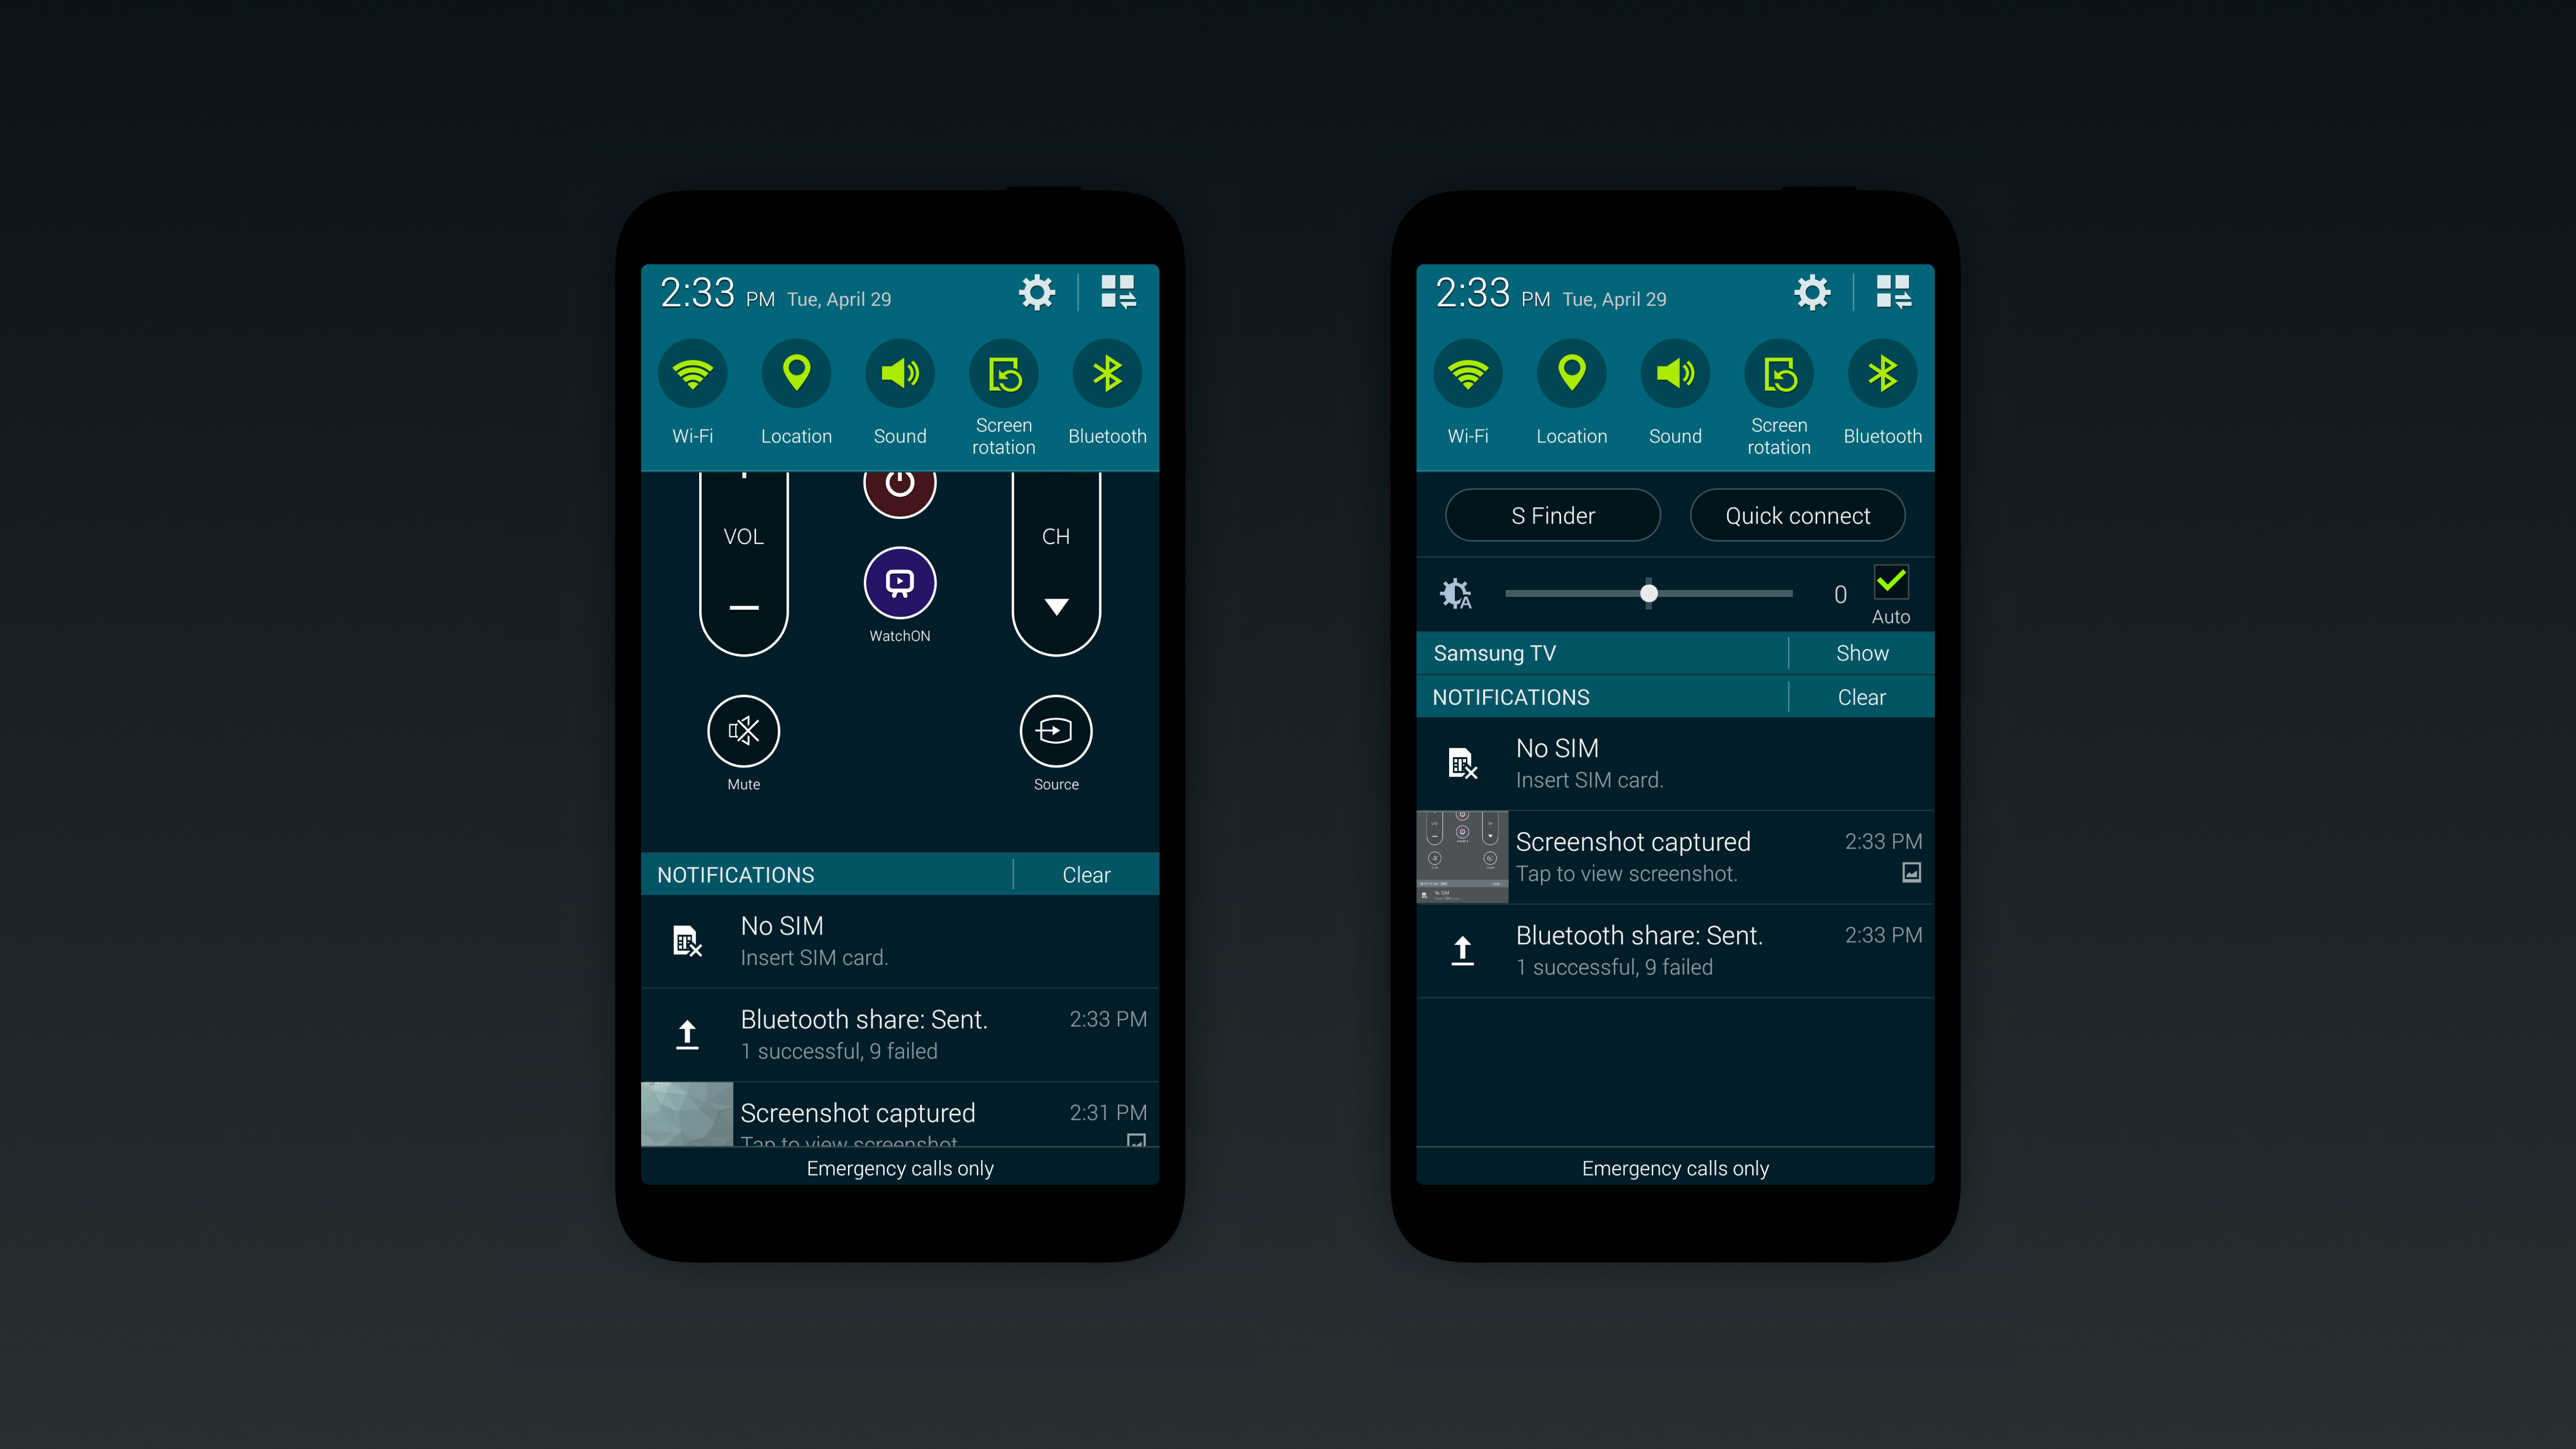 2:33 PM Tue, April 29
Wi-Fi
Location
Sound
Screen
rotation
Bluetooth
VOL
CH
WatchON
Mute
Source
NOTIFICATIONS
Clear
No SIM
Insert SIM card.
Bluetooth share: Sent.
2:33 PM
1 successful, 9 failed
Screenshot captured
2:31 PM
Tap to view screenshot.
Emergency calls only
2:33 PM Tue, April 29
Wi-Fi
Location
Sound
Screen
rotation
Bluetooth
S Finder
Quick connect
A
0
Auto
Samsung TV
Show
NOTIFICATIONS
Clear
No SIM
Insert SIM card.
Screenshot captured
2:33 PM
Tap to view screenshot.
Bluetooth share: Sent.
2:33 PM
1 successful, 9 failed
Emergency calls only